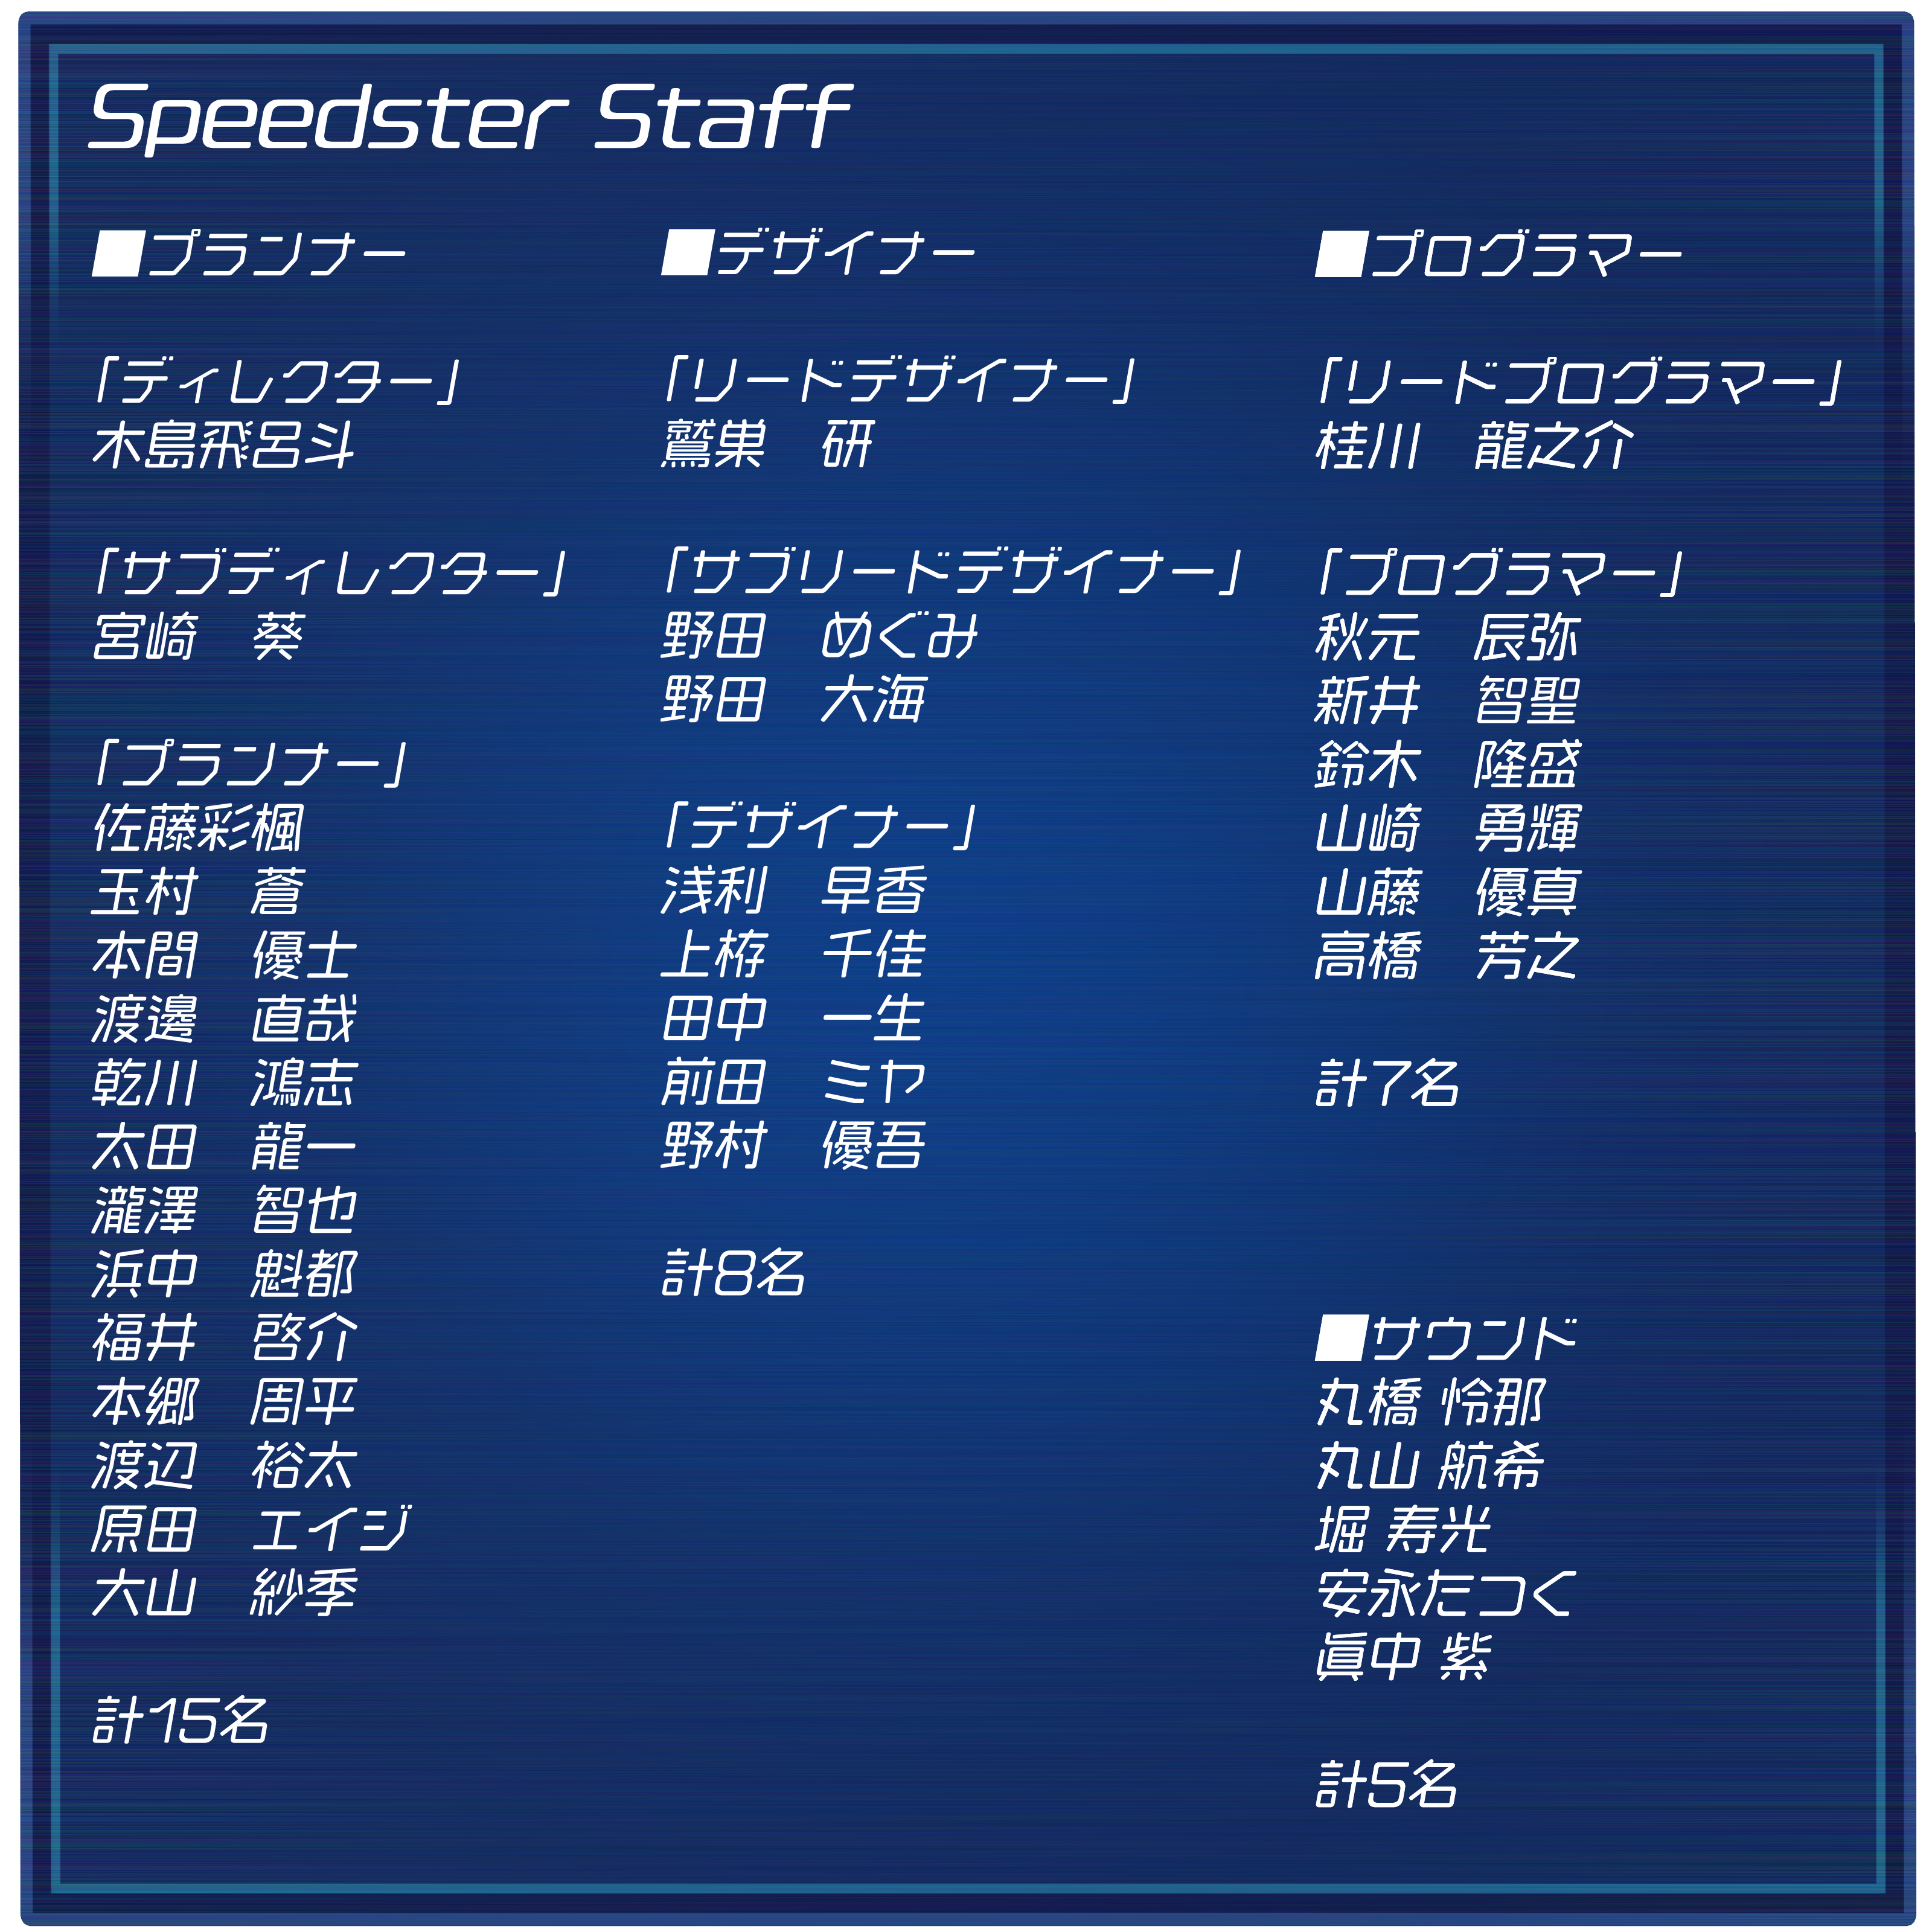 Speedster Staff
■プランナー
「ディレクター」
木島飛呂斗
「サブディレクター」
宮崎　葵
「プランナー」
佐藤彩楓
玉村　蒼
本間　優士
渡邊　直哉
乾川　鴻志
太田　龍一
瀧澤　智也
浜中　魁都
福井　啓介
本郷　周平
渡辺　裕太
原田　エイジ
大山　紗季
計15名
■デザイナー
「リードデザイナー」
鷲巣　研
「サブリードデザイナー」
野田　めぐみ
野田　大海
「デザイナー」
浅利　早香
上栫　千佳
田中　一生
前田　ミヤ
野村　優吾
計8名
■プログラマー
「リードプログラマー」
桂川　龍之介
「プログラマー」
秋元　辰弥
新井　智聖
鈴木　隆盛
山崎　勇輝
山藤　優真
高橋　芳之
計7名
■サウンド
丸橋 怜那
丸山 航希
堀 寿光
安永たつく
眞中 紫
計5名